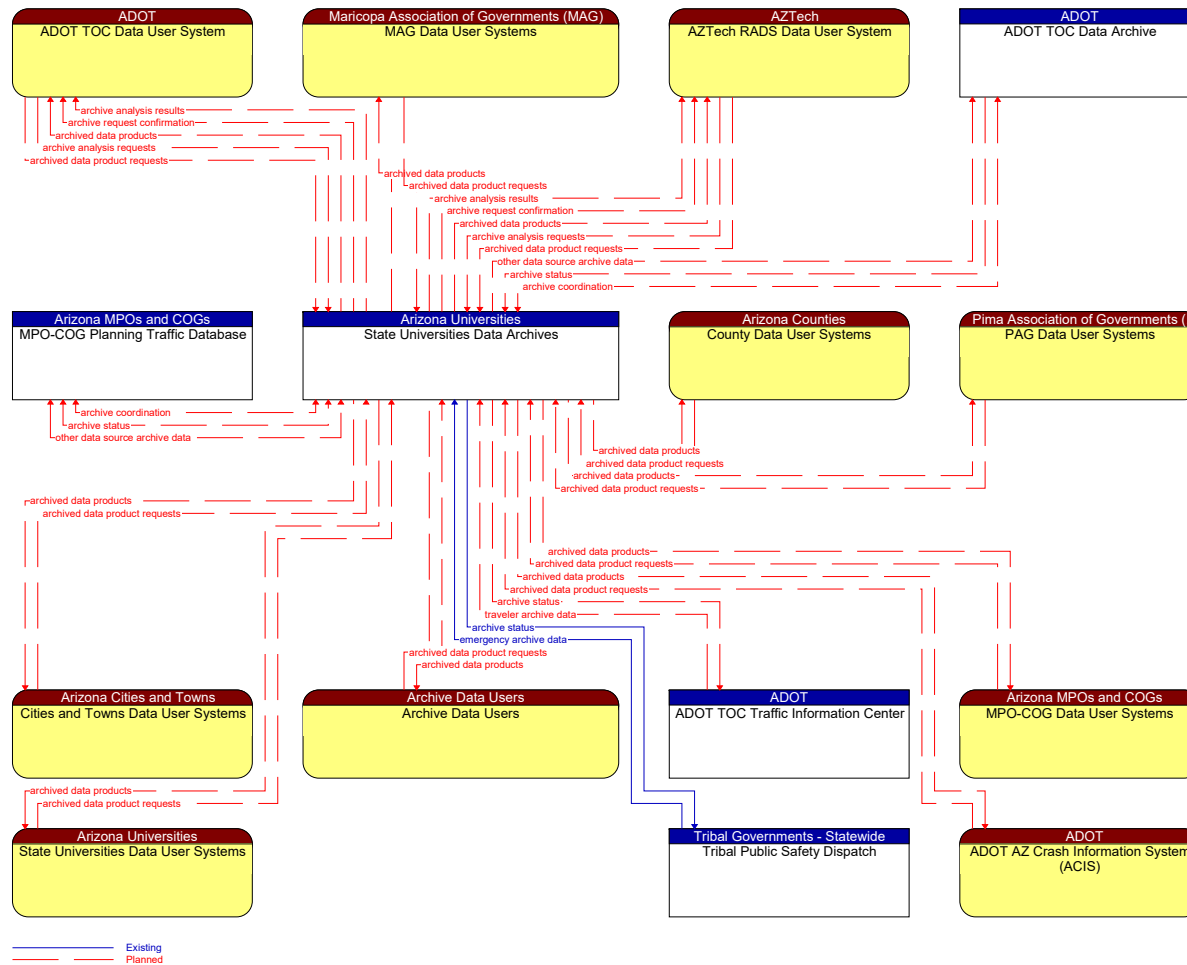 ADOT
ADOT TOC Data User System
Maricopa Association of Governments (MAG)
MAG Data User Systems
AZTech
AZTech RADS Data User System
ADOT
ADOT TOC Data Archive
archive analysis results
archive request confirmation
archived data products
archive analysis requests
archived data product requests
archived data products
archived data product requests
archive analysis results
archive request confirmation
archived data products
archive analysis requests
archived data product requests
other data source archive data
archive status
archive coordination
Arizona MPOs and COGs
MPO-COG Planning Traffic Database
Arizona Universities
State Universities Data Archives
Arizona Counties
County Data User Systems
Pima Association of Governments (
PAG Data User Systems
archive coordination
archive status
other data source archive data
archived data products
archived data product requests
archived data products
archived data product requests
archived data products
archived data product requests
archived data products
archived data product requests
archived data products
archived data product requests
archive status
traveler archive data
archive status
emergency archive data
archived data product requests
archived data products
Arizona Cities and Towns
Cities and Towns Data User Systems
Archive Data Users
Archive Data Users
ADOT
ADOT TOC Traffic Information Center
Arizona MPOs and COGs
MPO-COG Data User Systems
archived data products
archived data product requests
Arizona Universities
State Universities Data User Systems
Tribal Governments - Statewide
Tribal Public Safety Dispatch
ADOT
ADOT AZ Crash Information System
(ACIS)
Existing
Planned